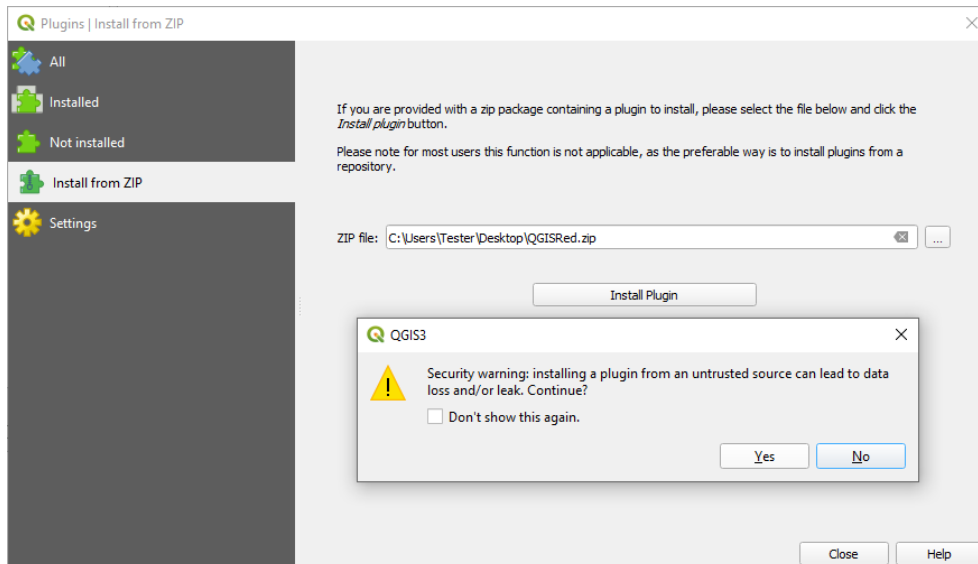 Plugins | Install from ZIP
All
Installed
Not installed
Install from ZIP
Settings
If you are provided with a zip package containing a plugin to install, please select the file below and click the
Install plugin button.
Please note for most users this function is not applicable, as the preferable way is to install plugins from a
repository.
ZIP file: C:\Users\Tester\Desktop\QGISRed.zip ...
Install Plugin
QGIS3
Security warning: installing a plugin from an untrusted source can lead to data
loss and/or leak. Continue?
Don't show this again.
Yes No
Close Help